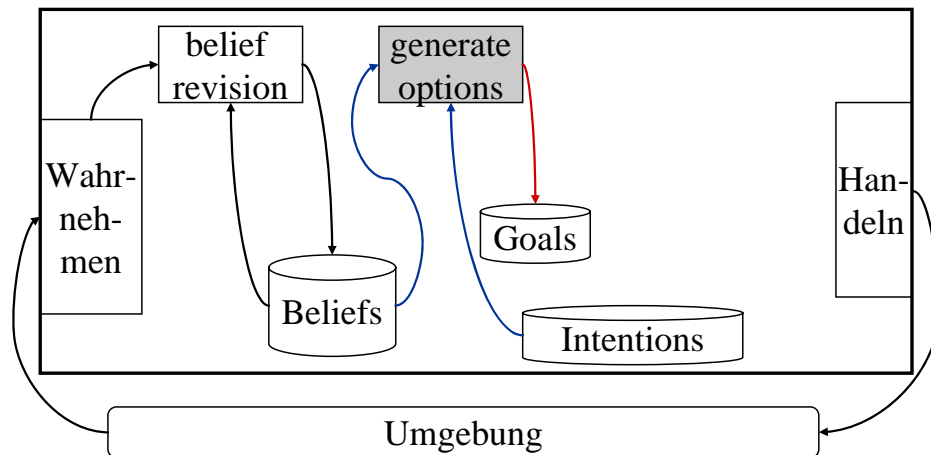 belief
revision
generate
options
Wahr-
neh-
men
Han-
deln
Goals
Beliefs
Intentions
Umgebung